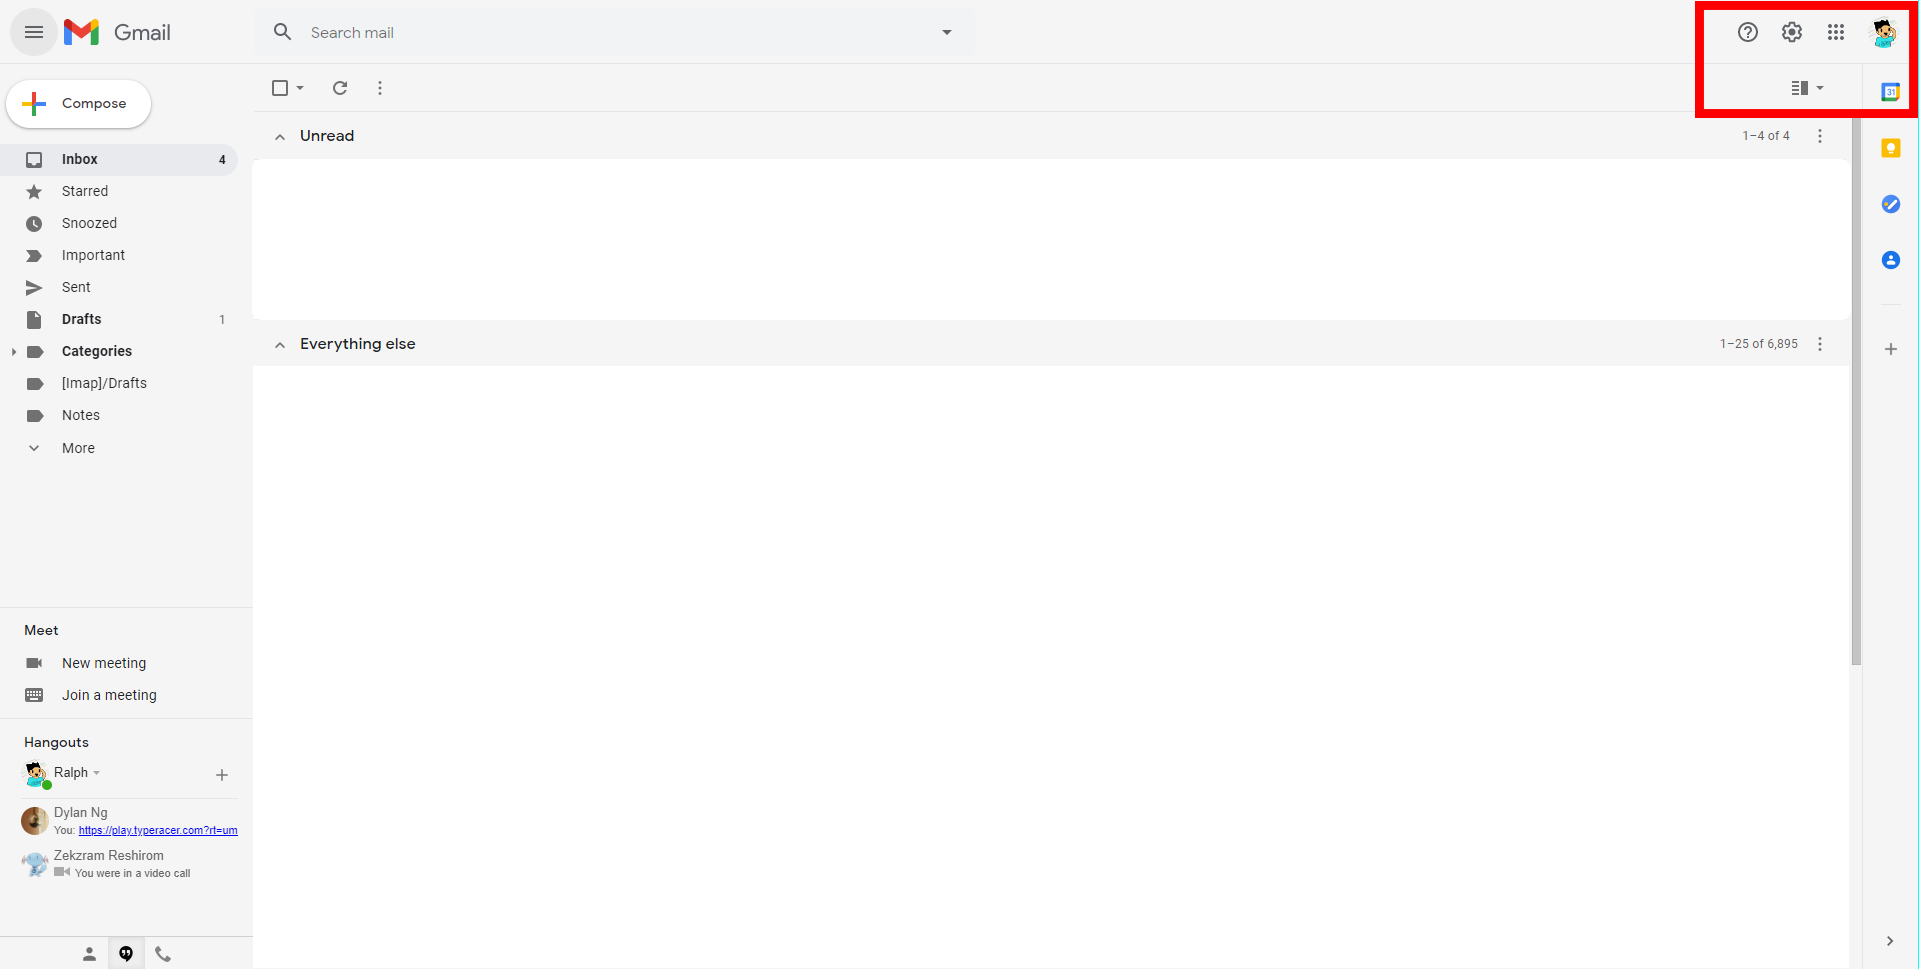 Gmail
Search mail
Compose
31
Unread
1–4 of 4
Inbox 4
Starred
Snoozed
Important
Sent
Drafts 1
Everything else
1–25 of 6,895
Categories
[Imap]/Drafts
Notes
More
Meet
New meeting
Join a meeting
Hangouts
Ralph
Dylan Ng
You: https://play.typeracer.com?rt=um
Zekzram Reshirom
You were in a video call